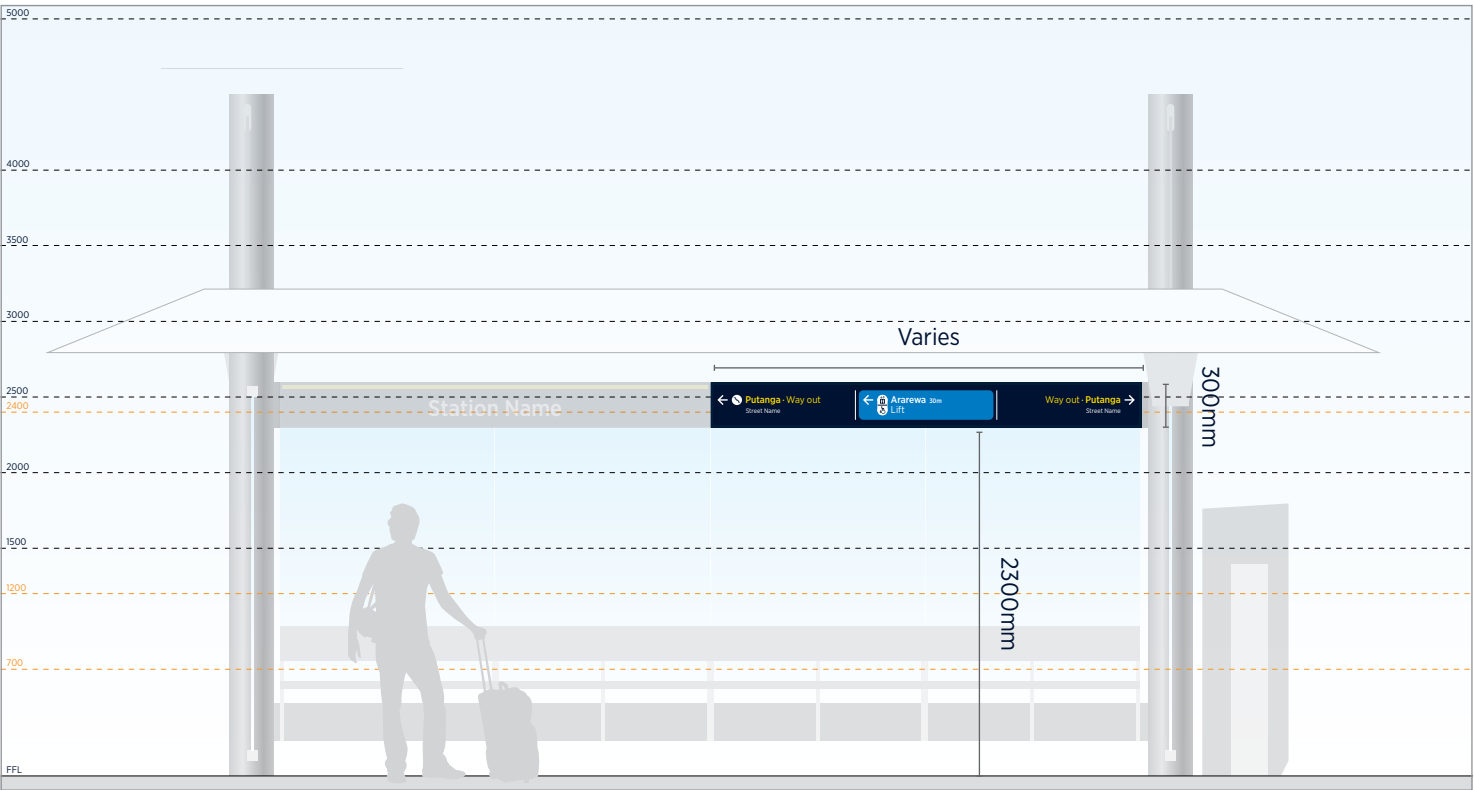 5000
4000
3500
3000
Varies
2500
2400
Station Name
Putanga · Way out
Street Name
Ararewa 30m
Lift
Way out · Putanga
Street Name
300mm
2000
1500
2300mm
1200
700
FFL